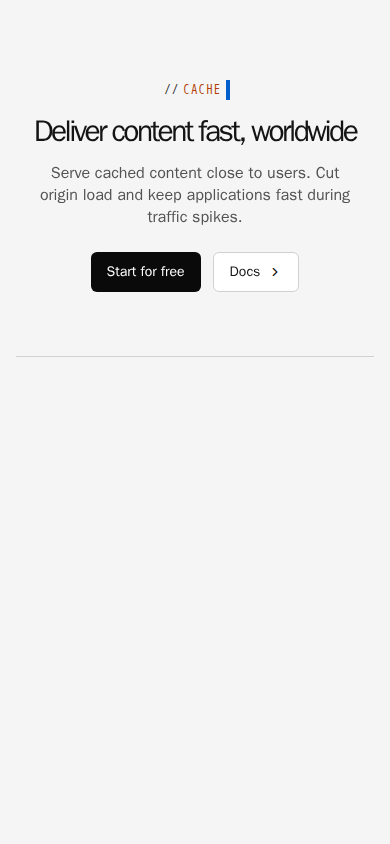 // CACHE
Deliver content fast, worldwide
Serve cached content close to users. Cut
origin load and keep applications fast during
traffic spikes.
Start for free
Docs